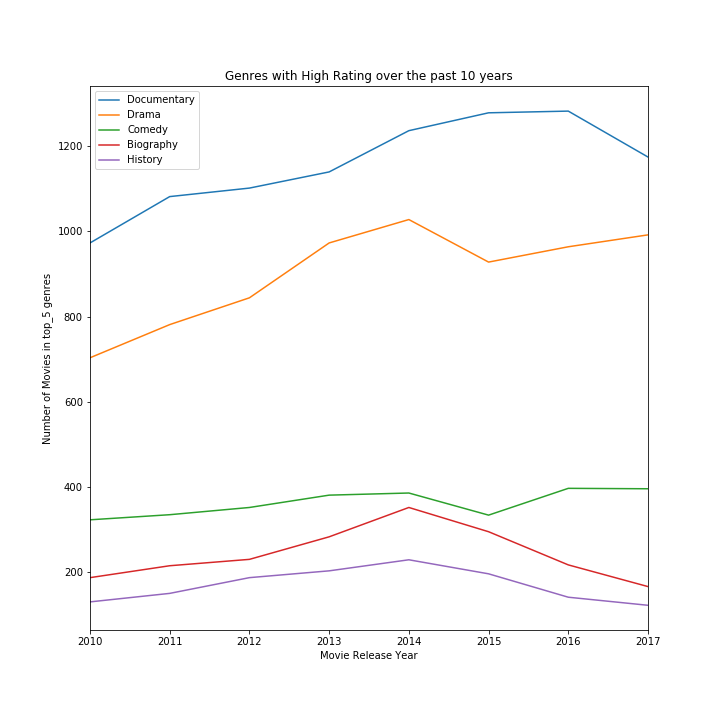 Genres with High Rating over the past 10 years
Documentary
Drama
Comedy
Biography
History
Number of Movies in top_5 genres
1200
1000
800
600
400
200
2010 2011 2012 2013 2014 2015 2016 2017
Movie Release Year